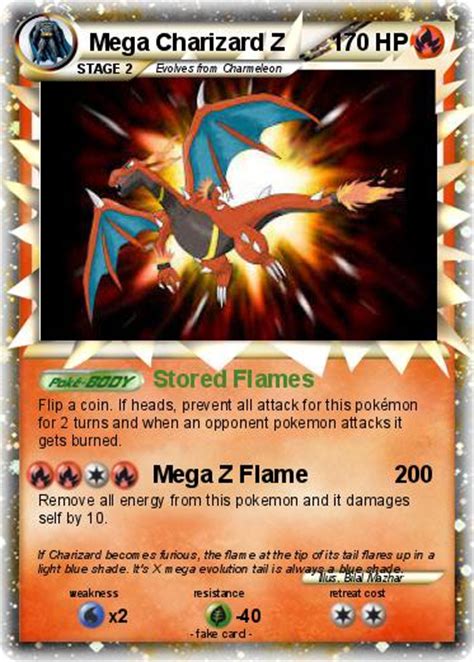 Mega Charizard Z 170 HP
STAGE 2 Evolves from Charmeleon
Poké-BODY Stored Flames
Flip a coin. If heads, prevent all attack for this pokémon
for 2 turns and when an opponent pokemon attacks it
gets burned.
Mega Z Flame 200
Remove all energy from this pokemon and it damages
self by 10.
If Charizard becomes furious, the flame at the tip of its tail flares up in a
light blue shade. It's X mega evolution tail is always a blue shade.
Illus. Bilal Mazhar
weakness resistance retreat cost
x2 -40
- fake card -